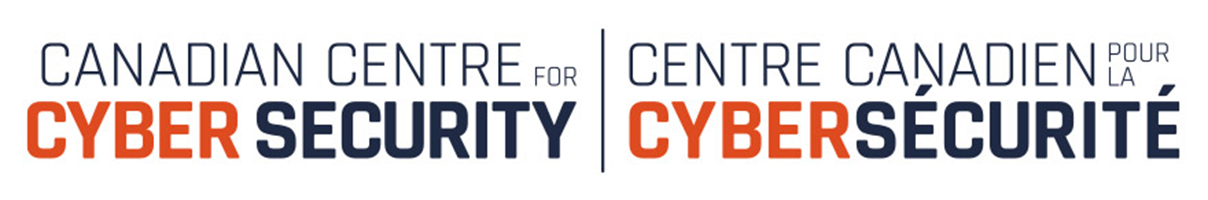 CANADIAN CENTRE FOR
CYBER SECURITY
CENTRE CANADIEN POUR LA
CYBERSÉCURITÉ